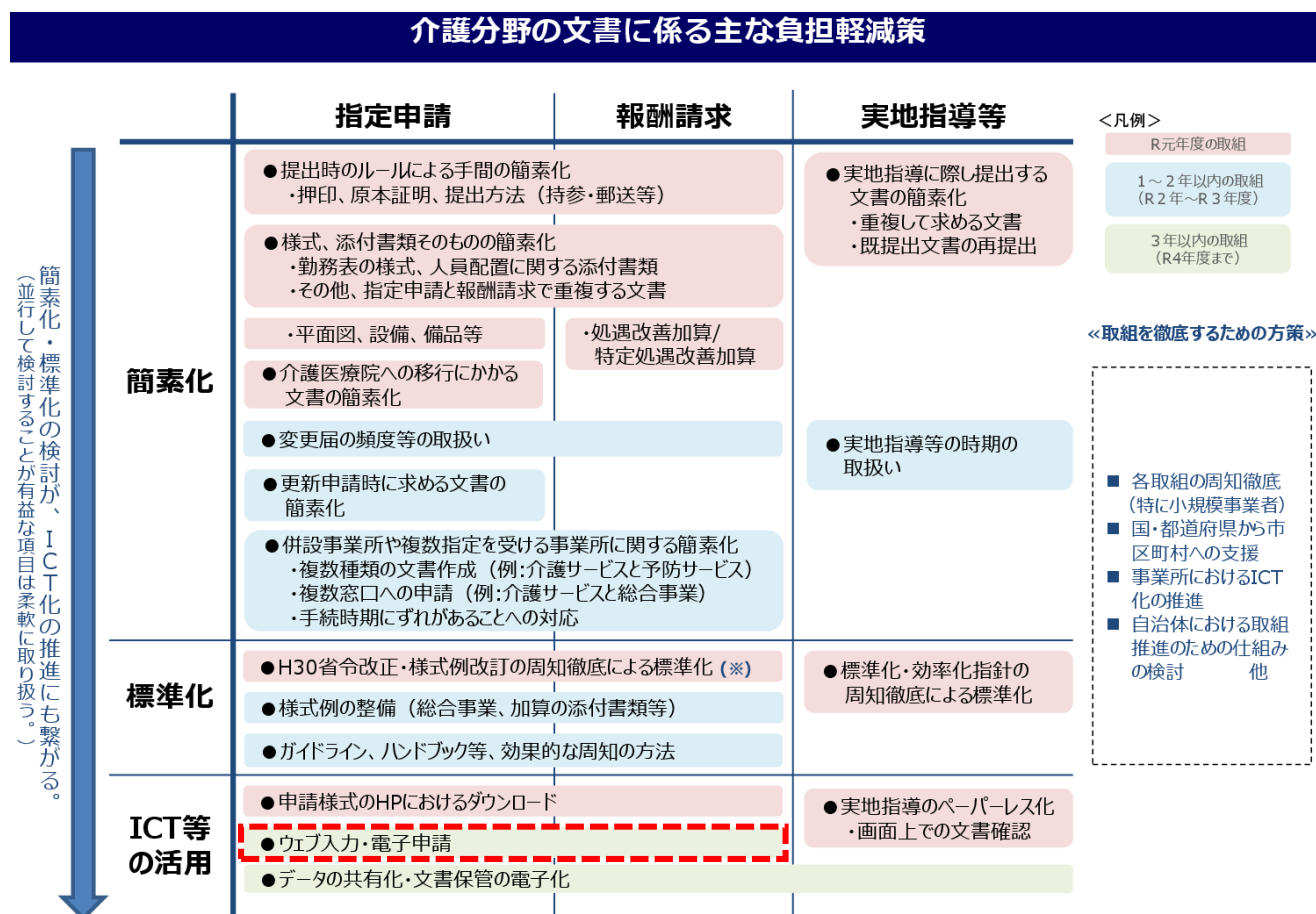 介護分野の文書に係る主な負担軽減策
指定申請
報酬請求
実地指導等
簡素化・標準化の検討が、ICT化の推進にも繋がる。
（並行して検討することが有益な項目は柔軟に取り扱う。）
簡素化
●提出時のルールによる手間の簡素化
・押印、原本証明、提出方法（持参・郵送等）
●様式、添付書類そのものの簡素化
・勤務表の様式、人員配置に関する添付書類
・その他、指定申請と報酬請求で重複する文書
・平面図、設備、備品等
・処遇改善加算/
特定処遇改善加算
●介護医療院への移行にかかる
文書の簡素化
●変更届の頻度等の取扱い
●更新申請時に求める文書の
簡素化
●併設事業所や複数指定を受ける事業所に関する簡素化
・複数種類の文書作成（例：介護サービスと予防サービス）
・複数窓口への申請（例：介護サービスと総合事業）
・手続時期にずれがあることへの対応
●実地指導に際し提出する
文書の簡素化
・重複して求める文書
・既提出文書の再提出
●実地指導等の時期の
取扱い
標準化
●H30省令改正・様式例改訂の周知徹底による標準化（※）
●様式例の整備（総合事業、加算の添付書類等）
●ガイドライン、ハンドブック等、効果的な周知の方法
●標準化・効率化指針の
周知徹底による標準化
ICT等
の活用
●申請様式のHPにおけるダウンロード
●ウェブ入力・電子申請
●データの共有化・文書保管の電子化
●実地指導のペーパーレス化
・画面上での文書確認
＜凡例＞
R元年度の取組
1～2年以内の取組
（R２年～R３年度）
3年以内の取組
（R4年度まで）
≪取組を徹底するための方策≫
■ 各取組の周知徹底
（特に小規模事業者）
■ 国・都道府県から市
区町村への支援
■ 事業所におけるICT
化の推進
■ 自治体における取組
推進のための仕組み
の検討　　　他